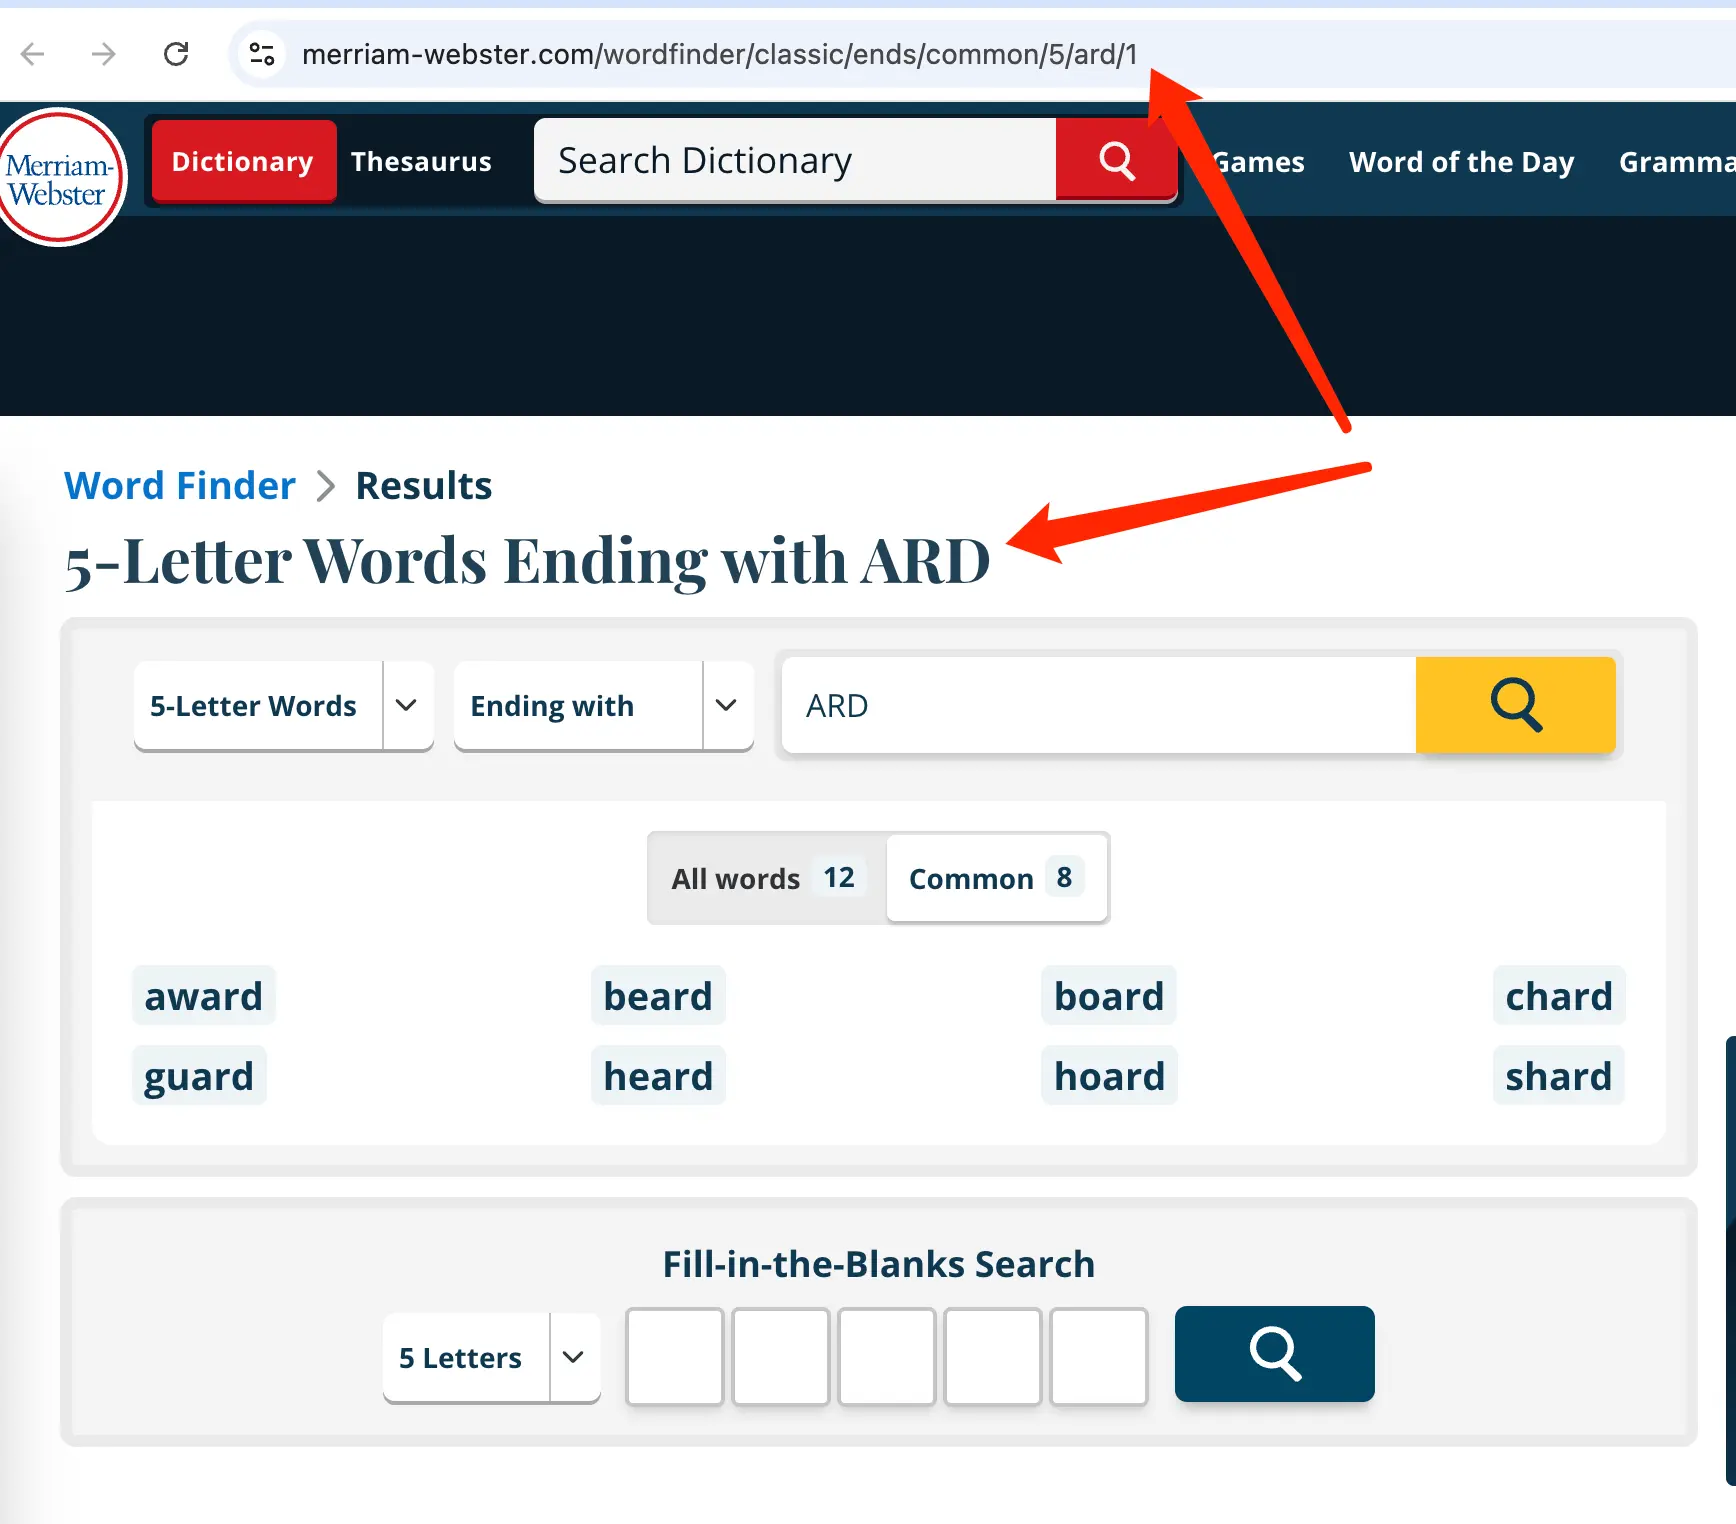 merriam-webster.com/wordfinder/classic/ends/common/5/ard/1
Merriam-
Webster
Dictionary Thesaurus Search Dictionary Games Word of the Day Gramma
Word Finder Results
5-Letter Words Ending with ARD
5-Letter Words Ending with ARD
All words 12 Common 8
award beard board chard
guard heard hoard shard
Fill-in-the-Blanks Search
5 Letters